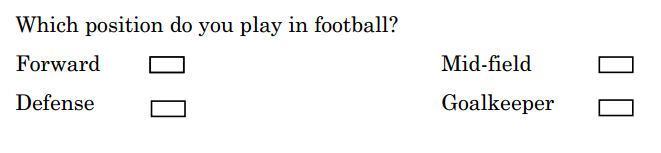 Which position do you play in football?
Forward Mid-field
Defense Goalkeeper